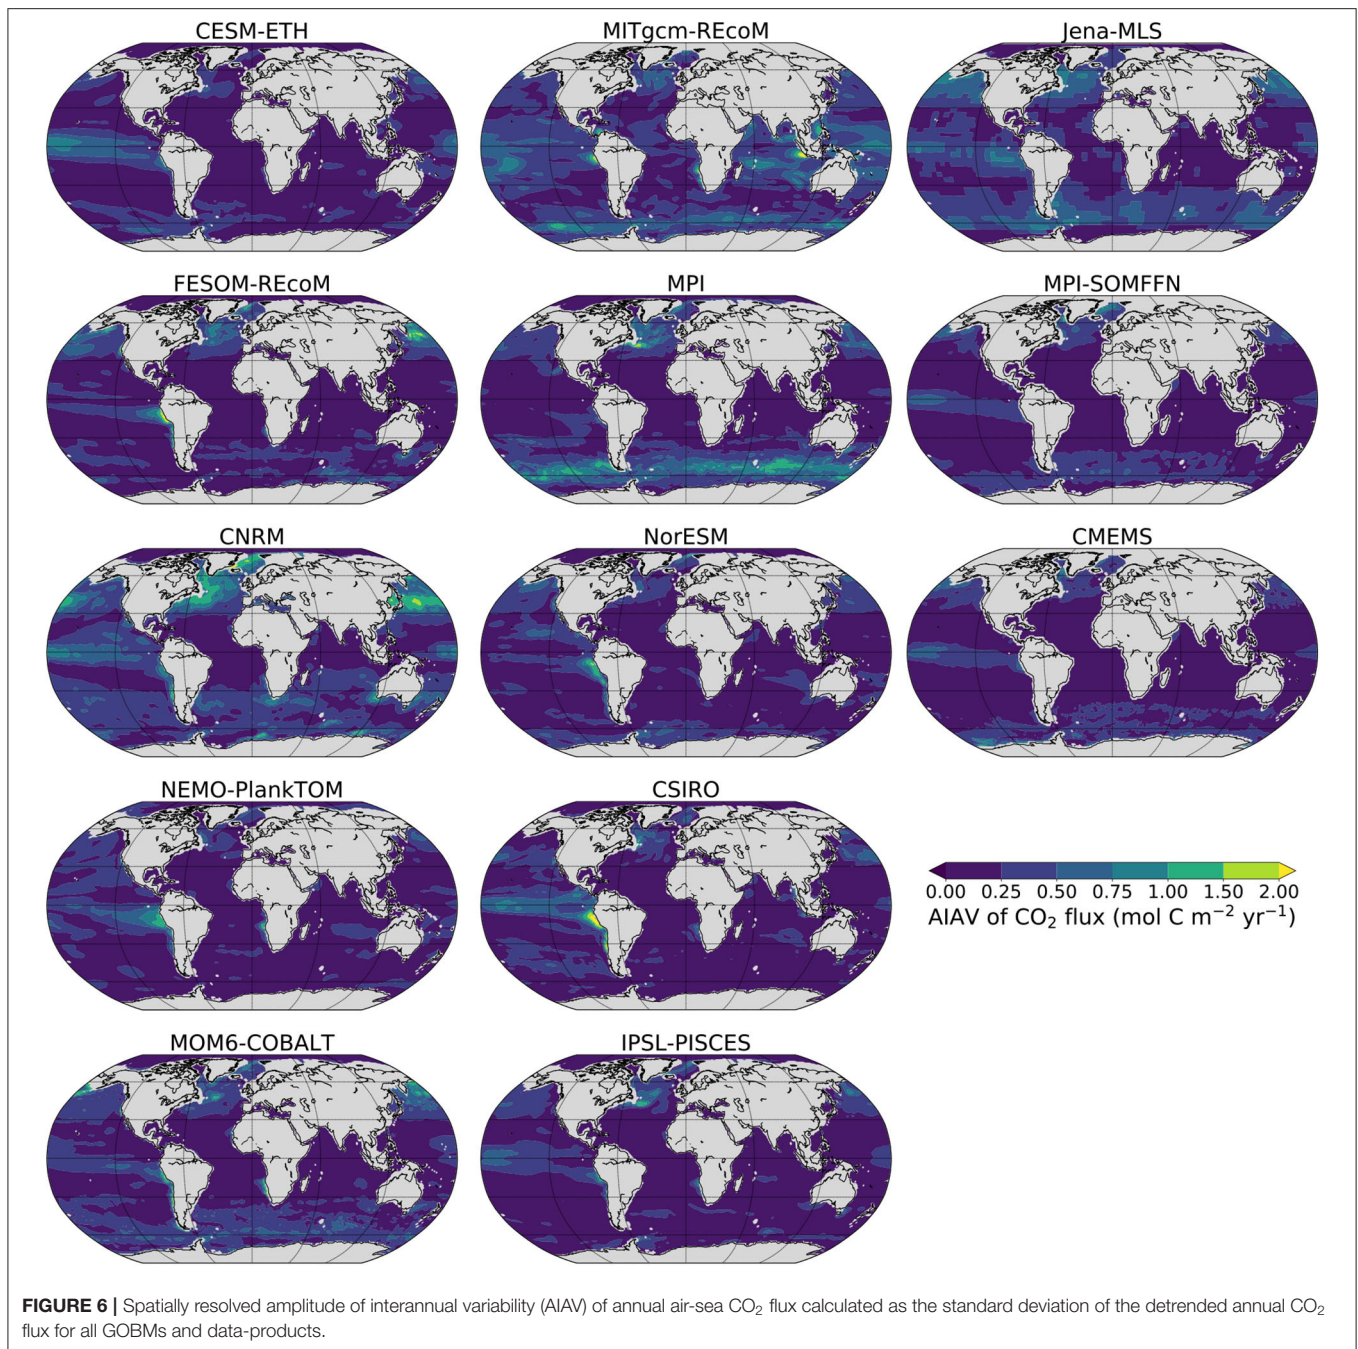 CESM-ETH
MITgcm-REcoM
Jena-MLS
FESOM-REcoM
MPI
MPI-SOMFFN
CNRM
NorESM
CMEMS
NEMO-PlankTOM
CSIRO
0.00 0.25 0.50 0.75 1.00 1.50 2.00
AIAV of CO₂ flux (mol C m⁻² yr⁻¹)
MOM6-COBALT
IPSL-PISCES
FIGURE 6 | Spatially resolved amplitude of interannual variability (AIAV) of annual air-sea CO₂ flux calculated as the standard deviation of the detrended annual CO₂
flux for all GOBMs and data-products.